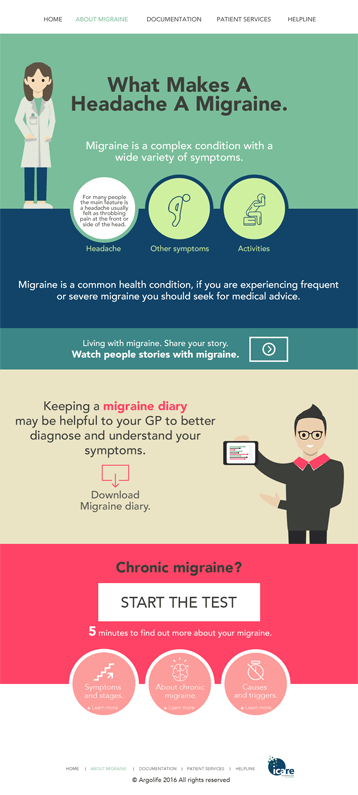 HOME ABOUT MIGRAINE DOCUMENTATION PATIENT SERVICES HELPLINE
What Makes A
Headache A Migraine.
Migraine is a complex condition with a
wide variety of symptoms.
For many people
the main feature is
a headache usually
felt as throbbing
pain at the front or
side of the head.
Headache Other symptoms Activities
Migraine is a common health condition, if you are experiencing frequent
or severe migraine you should seek for medical advice.
Living with migraine. Share your story.
Watch people stories with migraine.
Keeping a migraine diary
may be helpful to your GP to better
diagnose and understand your
symptoms.
Download
Migraine diary.
Chronic migraine?
START THE TEST
5 minutes to find out more about your migraine.
Symptoms
and stages.
Learn more
About chronic
migraine.
Learn more
Causes
and triggers.
Learn more
HOME | ABOUT MIGRAINE | DOCUMENTATION | PATIENT SERVICES | HELPLINE
icare
© Argolife 2016 All rights reserved